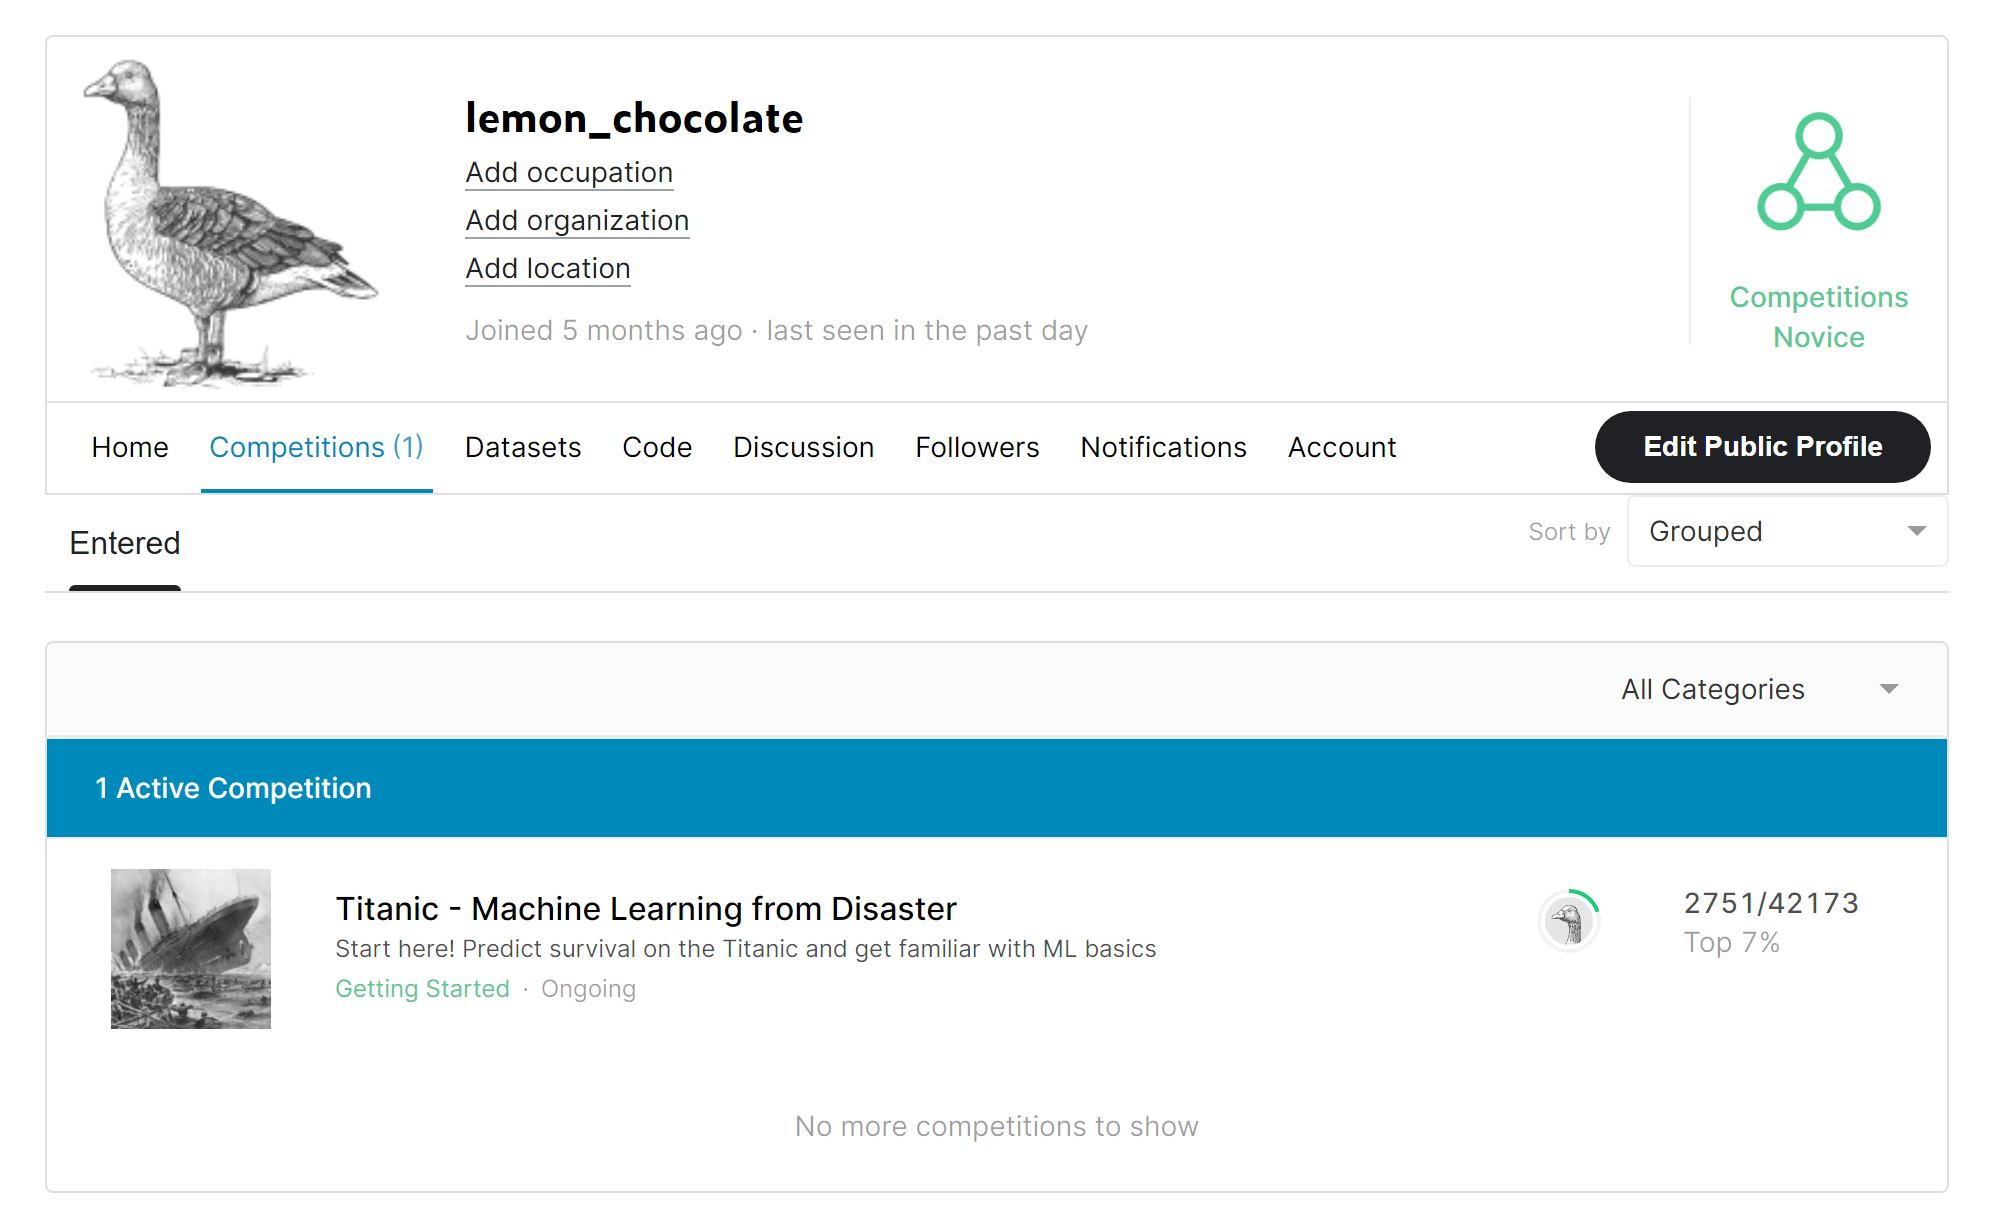 lemon_chocolate
Add occupation
Add organization
Add location
Joined 5 months ago · last seen in the past day
Competitions
Novice
Home Competitions (1) Datasets Code Discussion Followers Notifications Account Edit Public Profile
Entered
Sort by Grouped
All Categories
1 Active Competition
Titanic - Machine Learning from Disaster
Start here! Predict survival on the Titanic and get familiar with ML basics
Getting Started · Ongoing
2751/42173
Top 7%
No more competitions to show